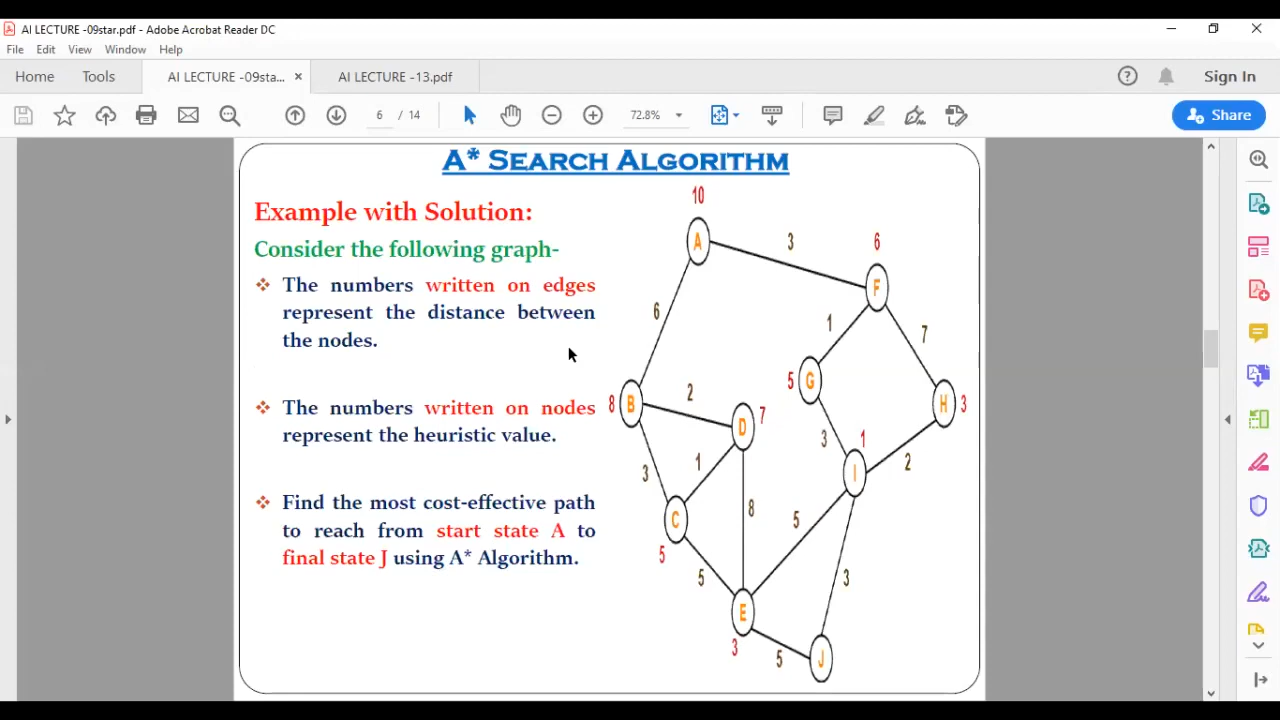 AI LECTURE -09star.pdf - Adobe Acrobat Reader DC
File Edit View Window Help
Home Tools AI LECTURE -09sta... × AI LECTURE -13.pdf Sign In
6 / 14 72.8% Share
A* SEARCH ALGORITHM
Example with Solution:
Consider the following graph-
The numbers written on edges
represent the distance between
the nodes.
The numbers written on nodes
represent the heuristic value.
Find the most cost-effective path
to reach from start state A to
final state J using A* Algorithm.
10
A 3 6
F
6 1 7
5 G
8 B 2 D 7 H 3
3 1 3 1 2
I
C 8 5
5 5 3
E
3 5 J